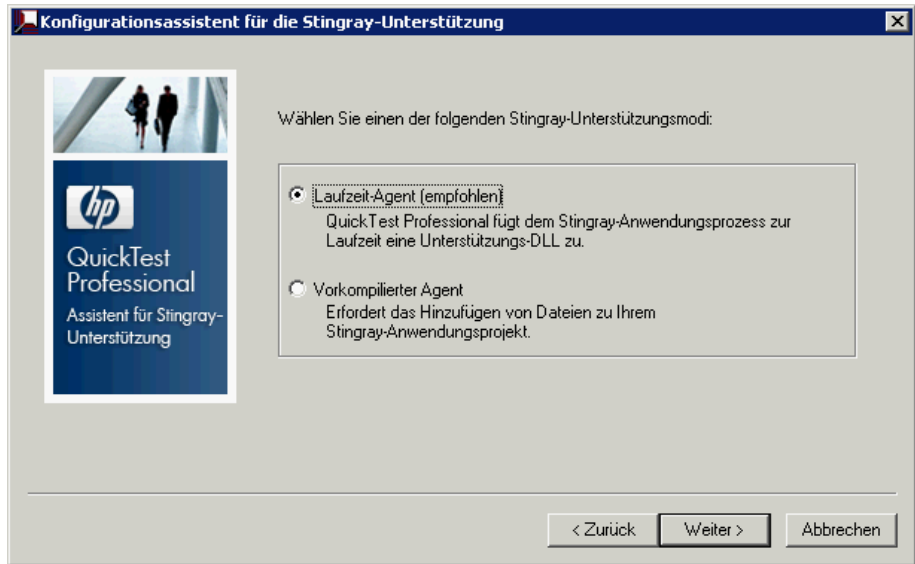 Konfigurationsassistent für die Stingray-Unterstützung
Wählen Sie einen der folgenden Stingray-Unterstützungsmodi:
hp
QuickTest
Professional
Assistent für Stingray-
Unterstützung
Laufzeit-Agent (empfohlen)
QuickTest Professional fügt dem Stingray-Anwendungsprozess zur
Laufzeit eine Unterstützungs-DLL zu.
Vorkompilierter Agent
Erfordert das Hinzufügen von Dateien zu Ihrem
Stingray-Anwendungsprojekt.
< Zurück
Weiter >
Abbrechen